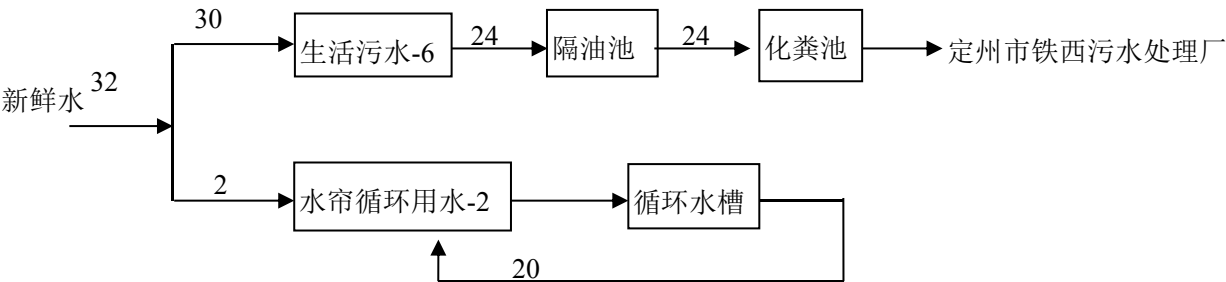 30
生活污水-6
24
隔油池
24
化粪池
定州市铁西污水处理厂
新鲜水
32
2
水帘循环用水-2
循环水槽
20